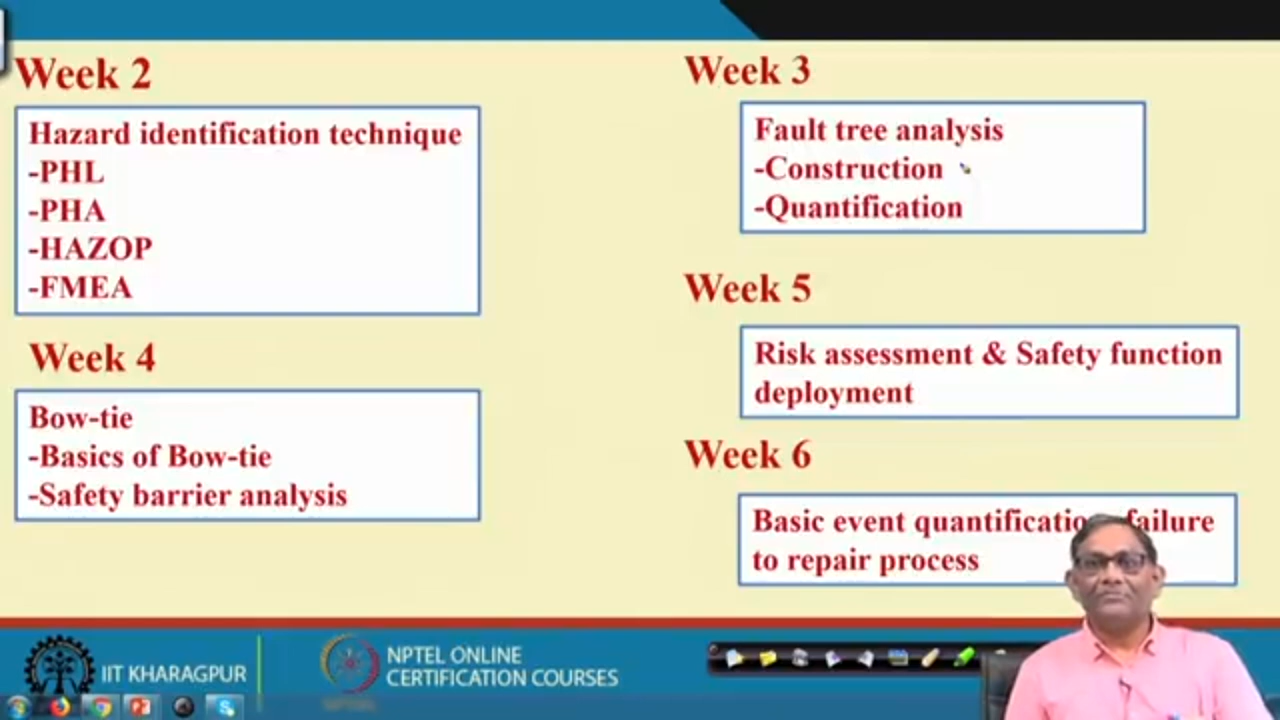 Week 2
Hazard identification technique
-PHL
-PHA
-HAZOP
-FMEA
Week 3
Fault tree analysis
-Construction
-Quantification
Week 4
Bow-tie
-Basics of Bow-tie
-Safety barrier analysis
Week 5
Risk assessment & Safety function
deployment
Week 6
Basic event quantificatio failure
to repair process
IIT KHARAGPUR
NPTEL ONLINE
CERTIFICATION COURSES